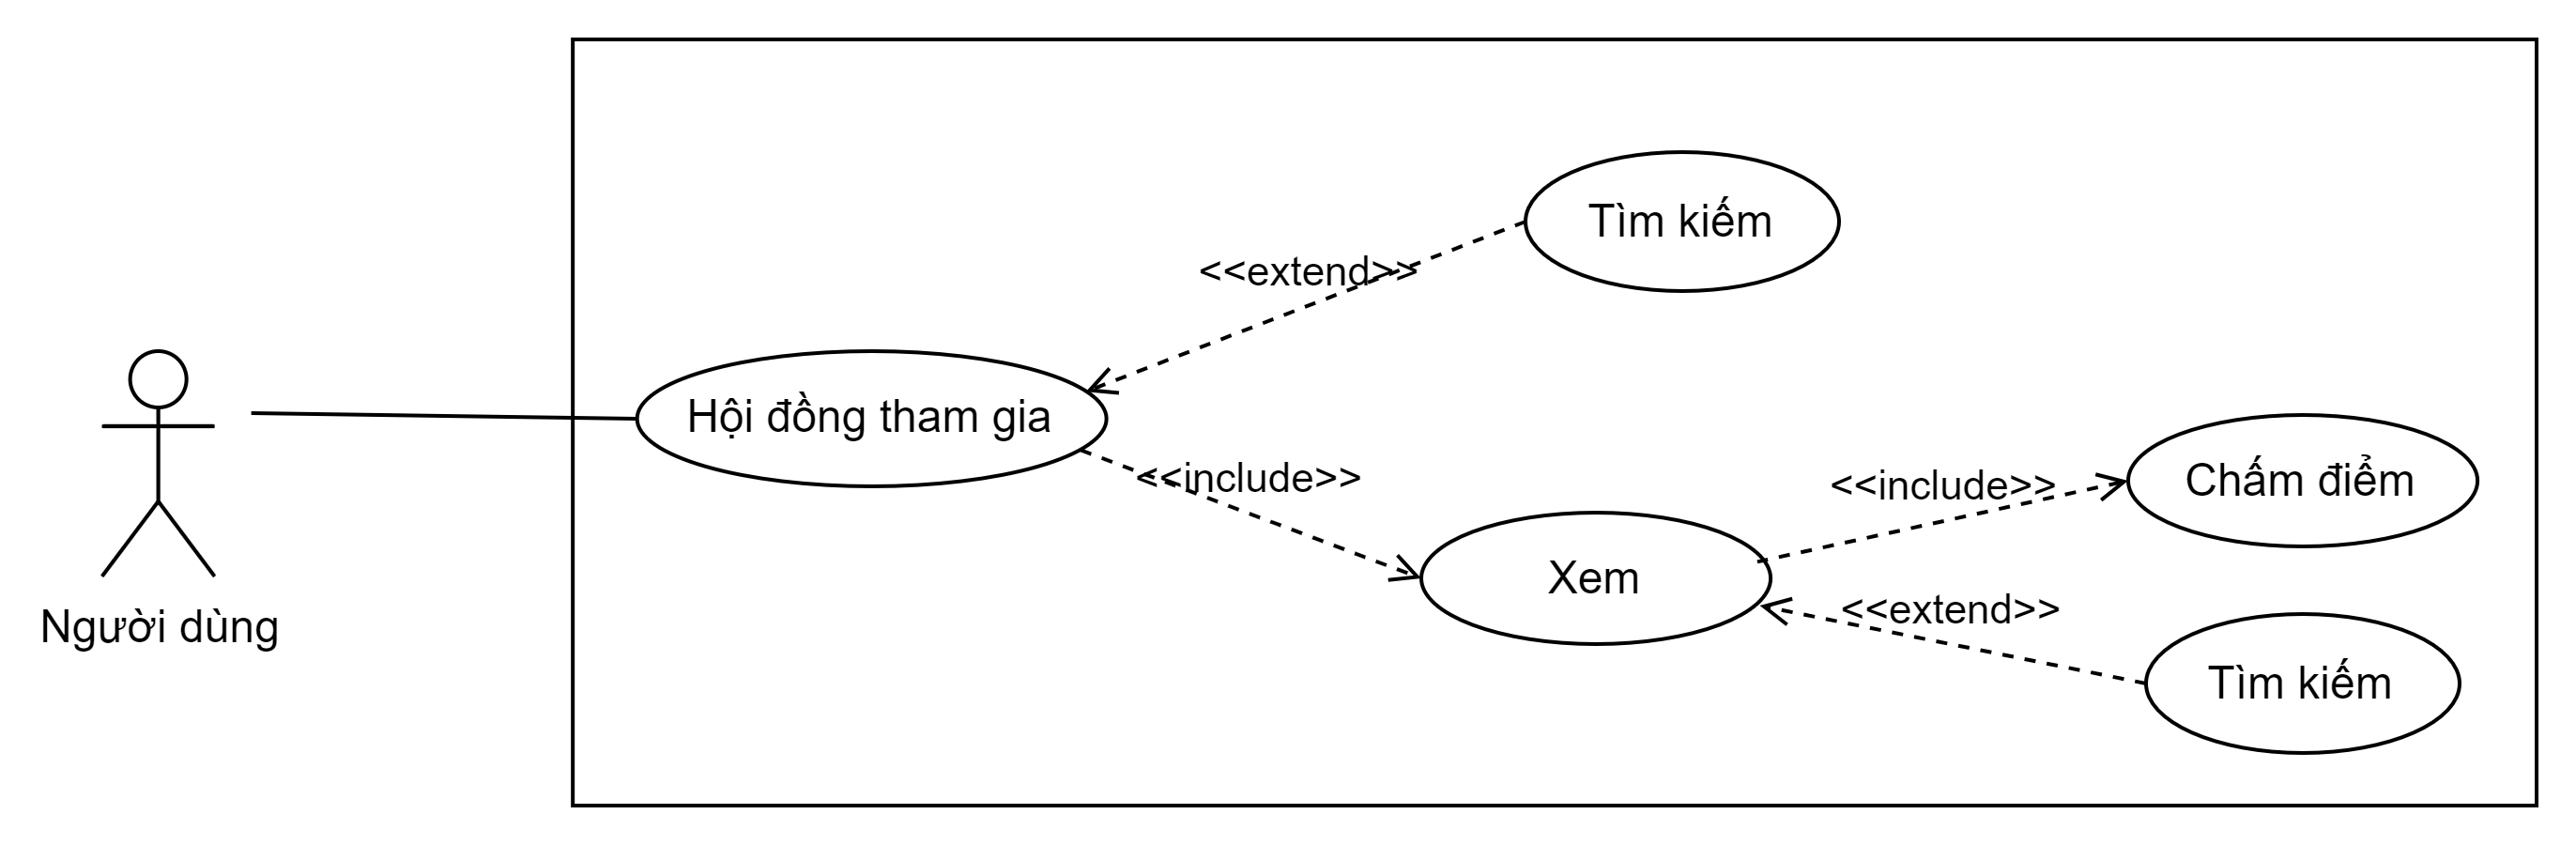 Tìm kiếm
<<extend>>
Hội đồng tham gia
<<include>>
<<include>>
Chấm điểm
Xem
<<extend>>
Người dùng
Tìm kiếm